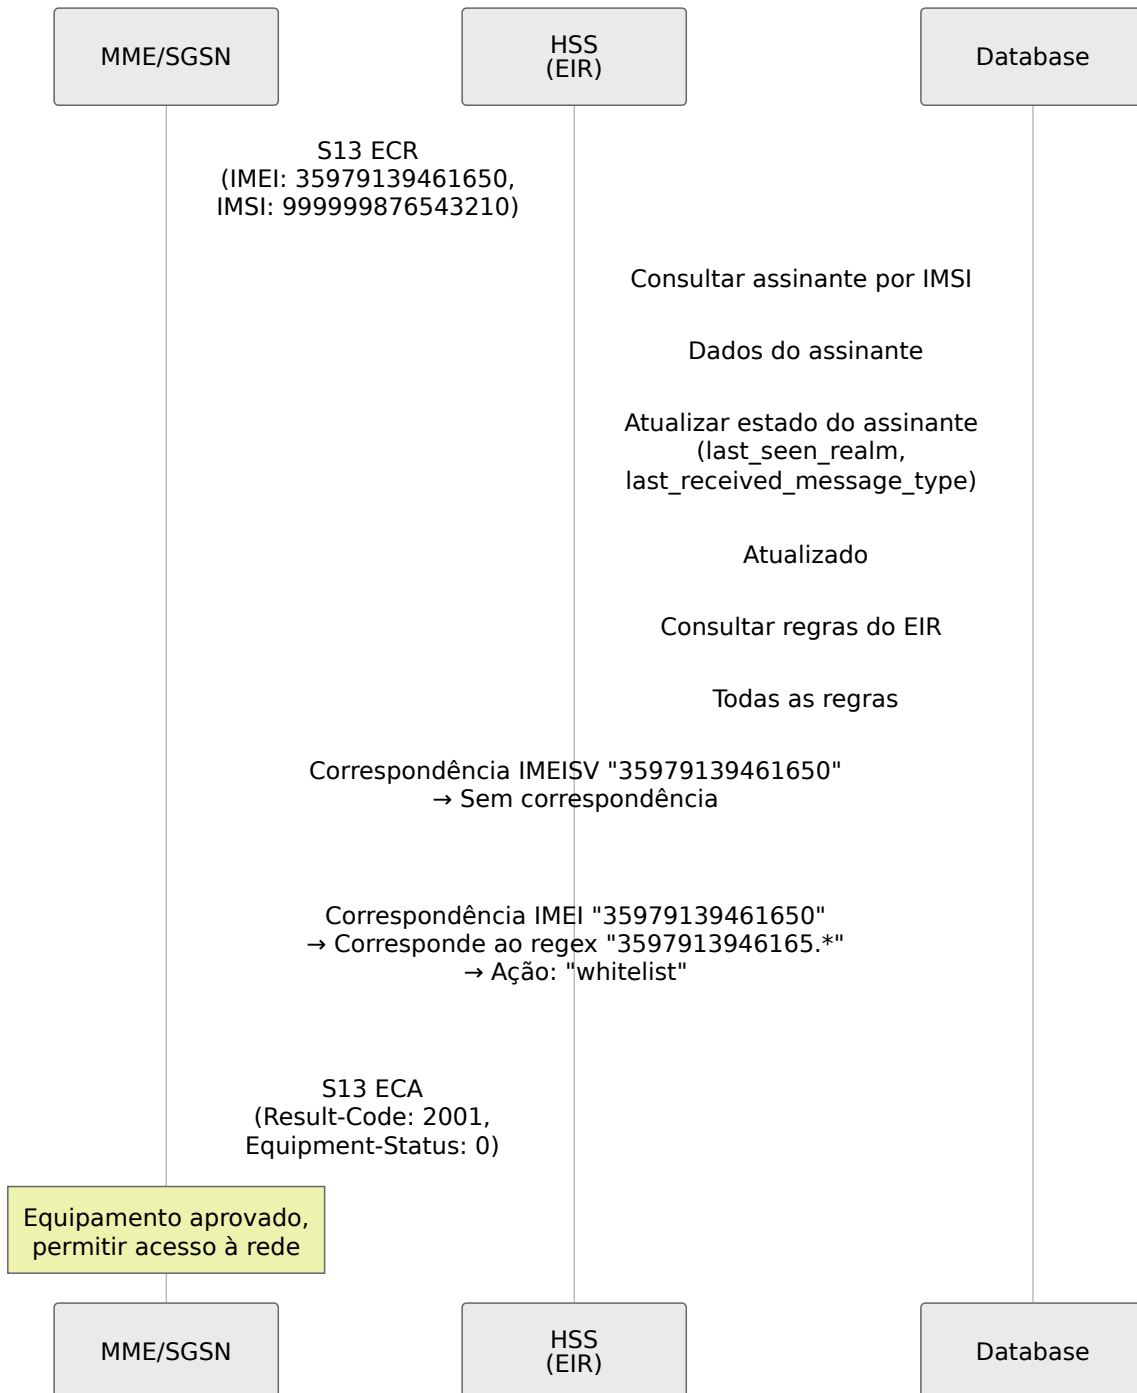 MME/SGSN
HSS
(EIR)
Database
S13 ECR
(IMEI: 35979139461650,
IMSI: 999999876543210)
Consultar assinante por IMSI
Dados do assinante
Atualizar estado do assinante
(last_seen_realm,
last_received_message_type)
Atualizado
Consultar regras do EIR
Todas as regras
Correspondência IMEISV "35979139461650"
→ Sem correspondência
Correspondência IMEI "35979139461650"
→ Corresponde ao regex "3597913946165.*"
→ Ação: "whitelist"
S13 ECA
(Result-Code: 2001,
Equipment-Status: 0)
Equipamento aprovado,
permitir acesso à rede
MME/SGSN
HSS
(EIR)
Database